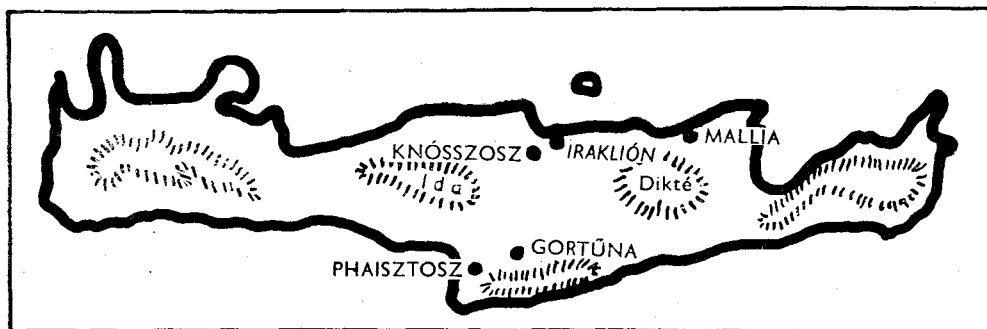 MALLIA
KNÓSSZOSZ
IRAKLIÓN
Ida
Dikté
GORTŰNA
PHAISZTOSZ